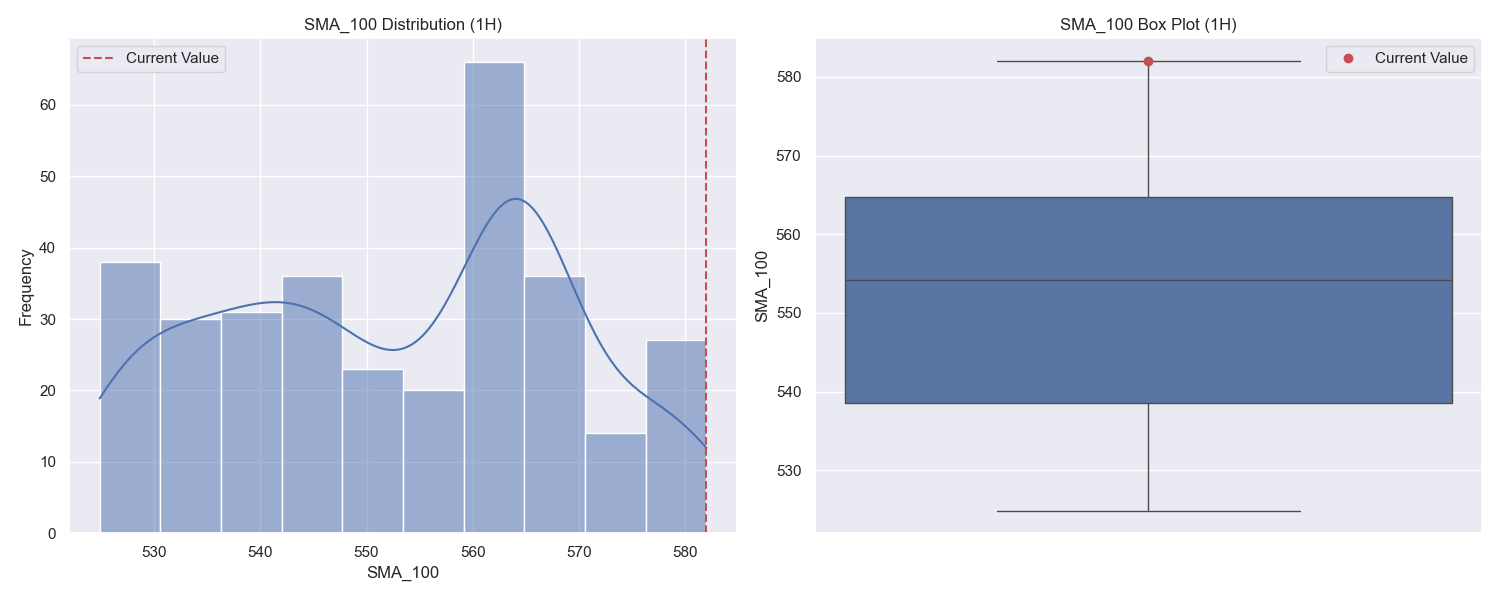 SMA_100 Distribution (1H)
Current Value
Frequency
60
50
40
30
20
10
0
530
540
550
560
570
580
SMA_100
SMA_100 Box Plot (1H)
Current Value
SMA_100
580
570
560
550
540
530